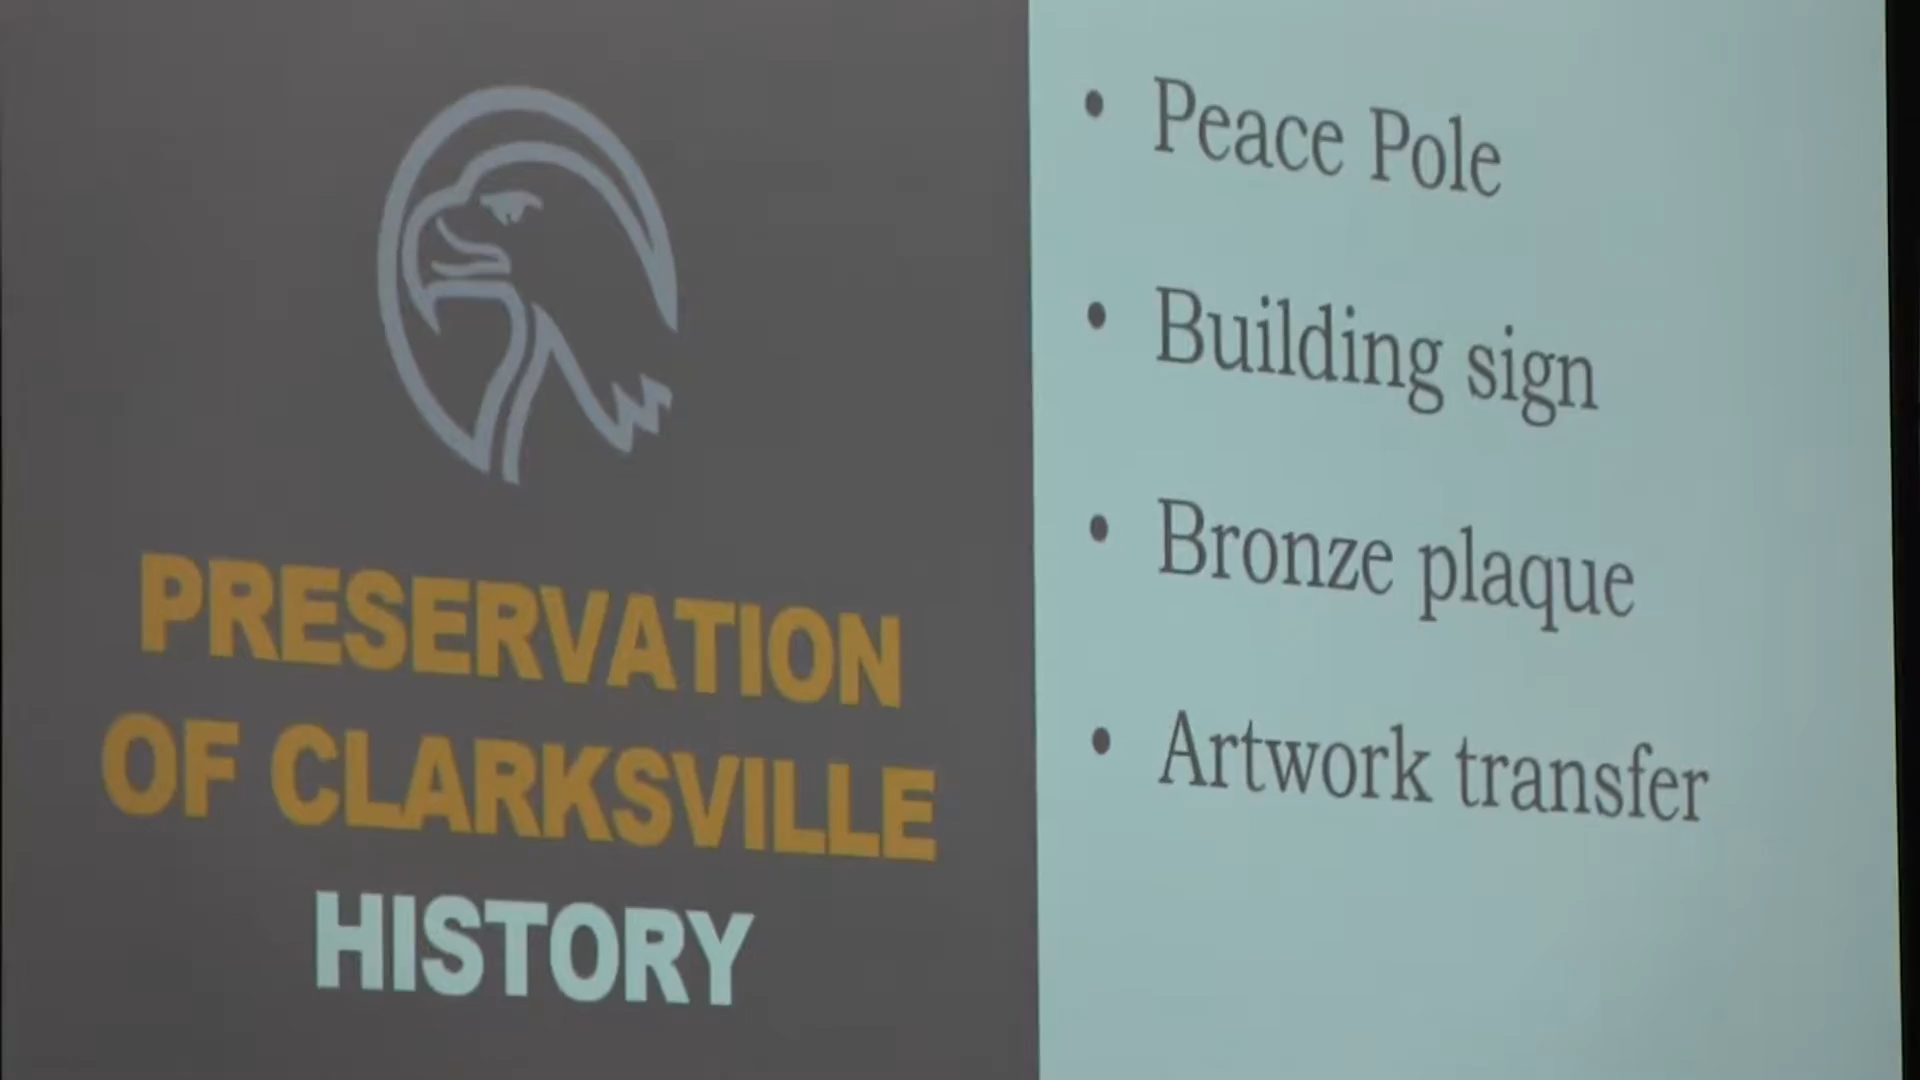 PRESERVATION
OF CLARKSVILLE
HISTORY
• Peace Pole
• Building sign
• Bronze plaque
• Artwork transfer